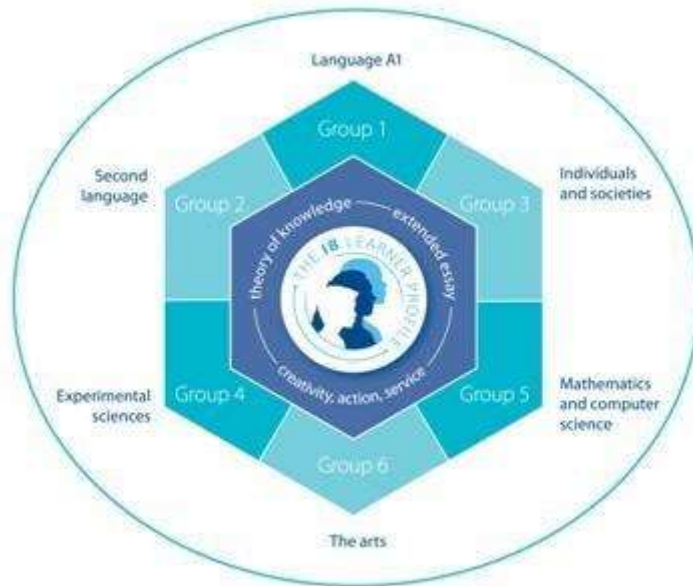 Language A1
Group 1
Second
language
Group 2
Individuals
and societies
Group 3
theory of knowledge
extended essay
THE IB LEARNER PROFILE
creativity, action, service
Experimental
sciences
Group 4
Mathematics
and computer
science
Group 5
Group 6
The arts